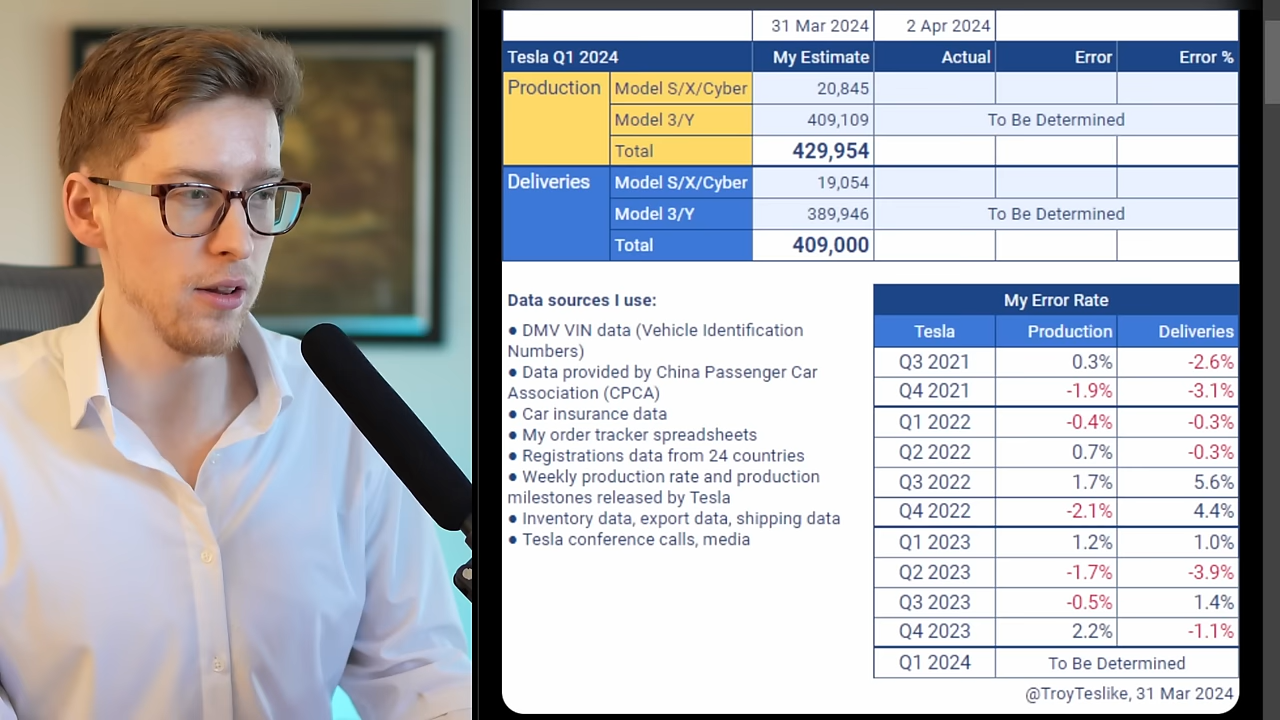 31 Mar 2024 2 Apr 2024
Tesla Q1 2024 My Estimate Actual Error Error %
Production Model S/X/Cyber 20,845
Model 3/Y 409,109 To Be Determined
Total 429,954
Deliveries Model S/X/Cyber 19,054
Model 3/Y 389,946 To Be Determined
Total 409,000
Data sources I use:
● DMV VIN data (Vehicle Identification
Numbers)
● Data provided by China Passenger Car
Association (CPCA)
● Car insurance data
● My order tracker spreadsheets
● Registrations data from 24 countries
● Weekly production rate and production
milestones released by Tesla
● Inventory data, export data, shipping data
● Tesla conference calls, media
My Error Rate
Tesla Production Deliveries
Q3 2021 0.3% -2.6%
Q4 2021 -1.9% -3.1%
Q1 2022 -0.4% -0.3%
Q2 2022 0.7% -0.3%
Q3 2022 1.7% 5.6%
Q4 2022 -2.1% 4.4%
Q1 2023 1.2% 1.0%
Q2 2023 -1.7% -3.9%
Q3 2023 -0.5% 1.4%
Q4 2023 2.2% -1.1%
Q1 2024 To Be Determined
@TroyTeslike, 31 Mar 2024